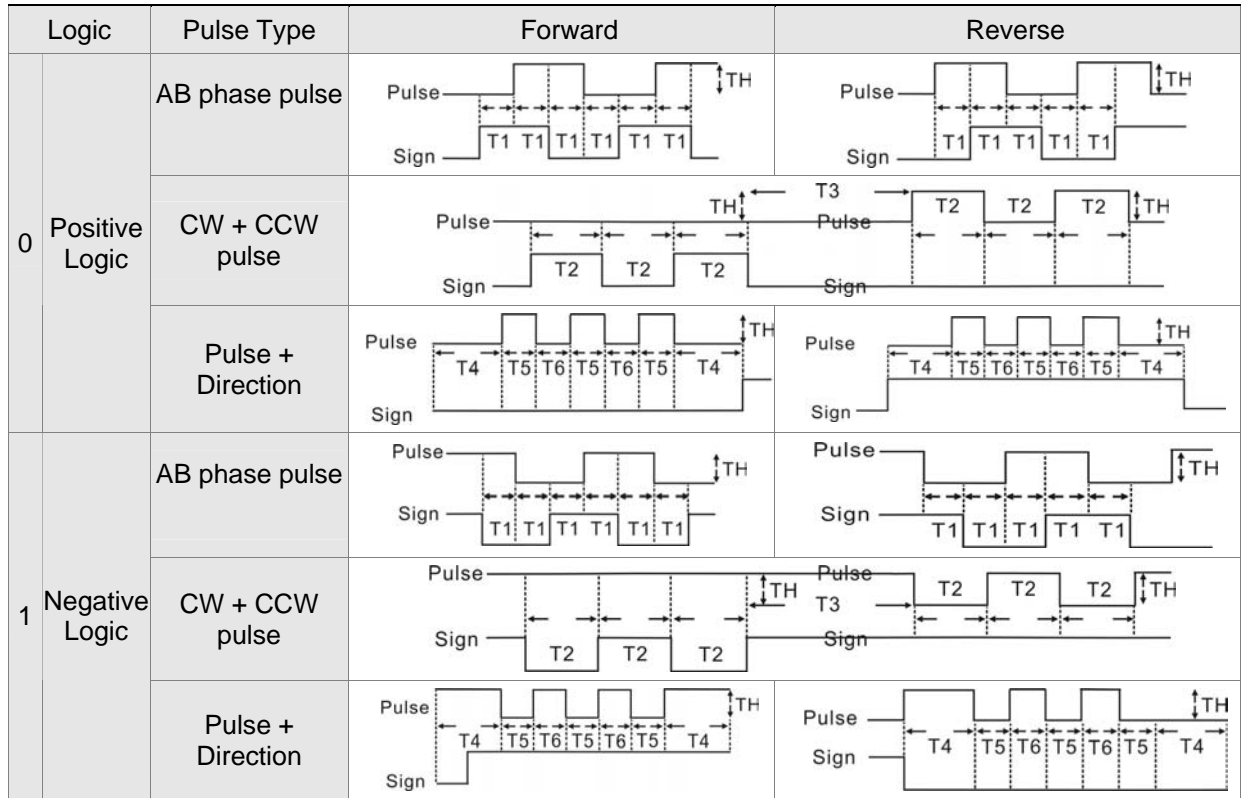 Logic Pulse Type Forward Reverse
0 Positive Logic
AB phase pulse
Pulse TH
T1 T1 T1 T1 T1 T1
Sign
Pulse TH
T1 T1 T1 T1 T1
Sign
CW + CCW pulse
TH T3
Pulse Pulse T2 T2 T2 TH
T2 T2 T2
Sign Sign
Pulse + Direction
Pulse TH
T4 T5 T6 T5 T6 T5 T4
Sign
Pulse TH
T4 T5 T6 T5 T6 T5 T4
Sign
1 Negative Logic
AB phase pulse
Pulse TH
Sign
T1 T1 T1 T1 T1 T1
Pulse TH
Sign
T1 T1 T1 T1 T1
CW + CCW pulse
Pulse Pulse
TH T3 T2 T2 T2 TH
Sign Sign
T2 T2 T2
Pulse + Direction
Pulse TH
T4 T5 T6 T5 T6 T5 T4
Sign
Pulse TH
T4 T5 T6 T5 T6 T5 T4
Sign